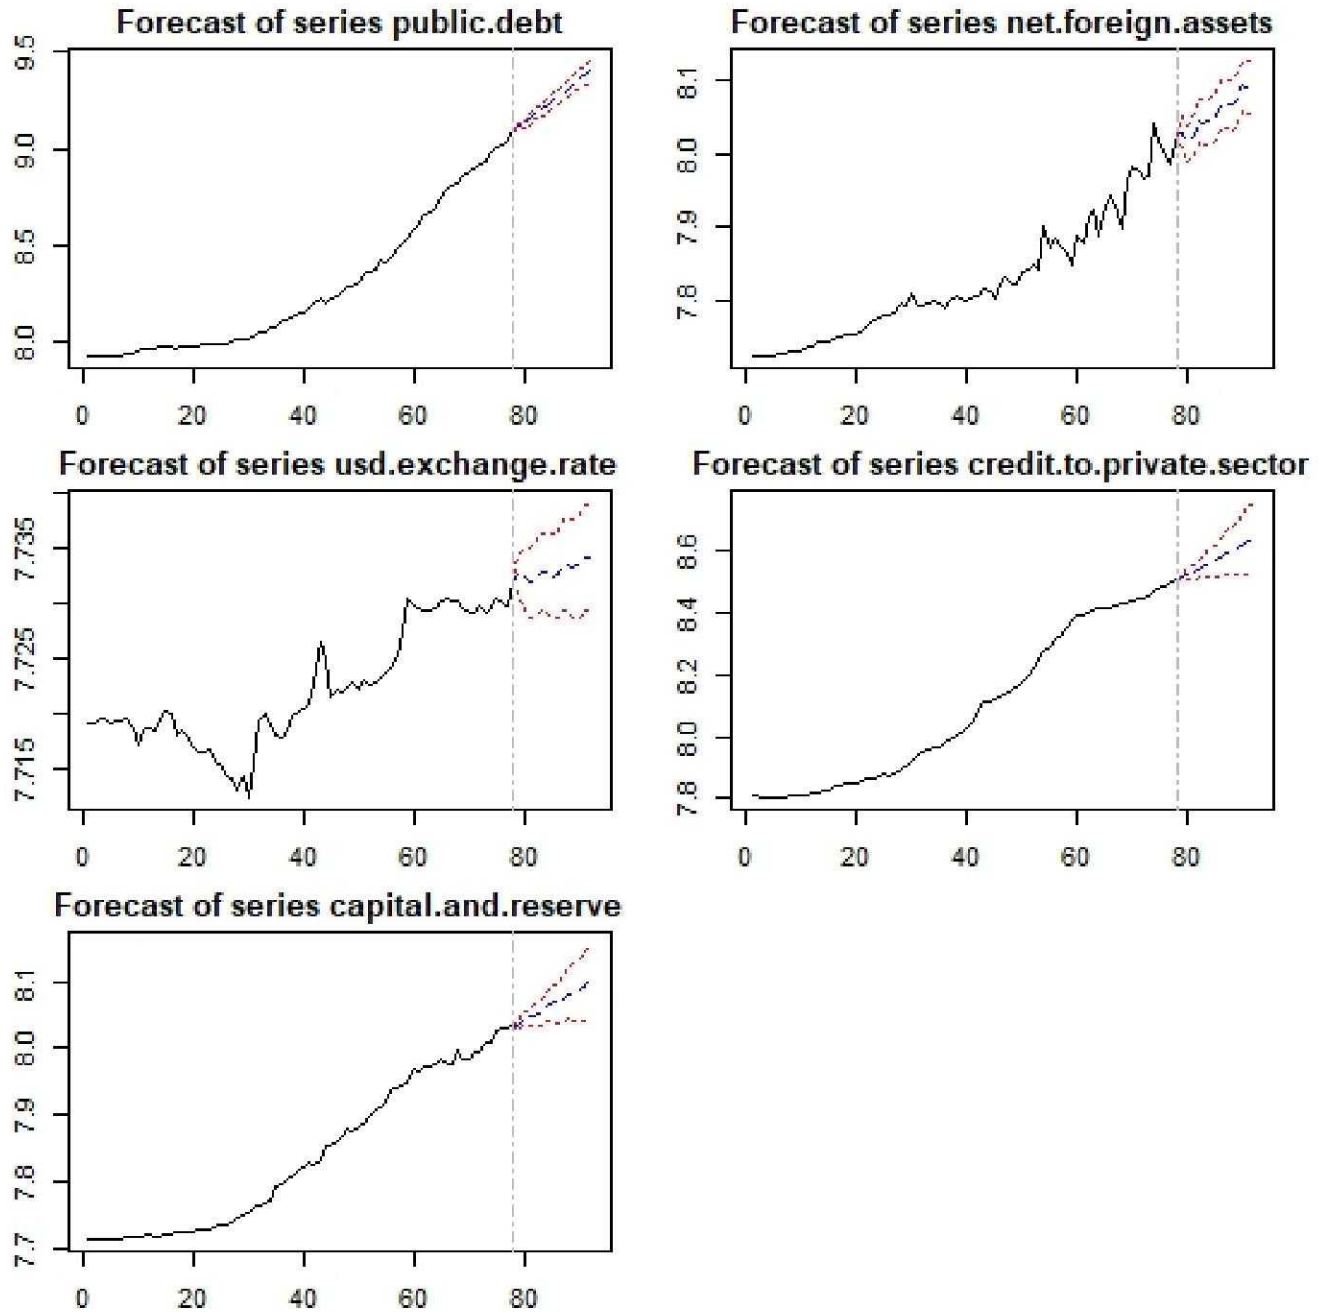 Forecast of series public.debt
9.5
9.0
8.5
8.0
0 20 40 60 80
Forecast of series net.foreign.assets
8.1
8.0
7.9
7.8
0 20 40 60 80
Forecast of series usd.exchange.rate
7.735
7.725
7.715
0 20 40 60 80
Forecast of series credit.to.private.sector
8.6
8.4
8.2
8.0
7.8
0 20 40 60 80
Forecast of series capital.and.reserve
8.1
8.0
7.9
7.8
7.7
0 20 40 60 80